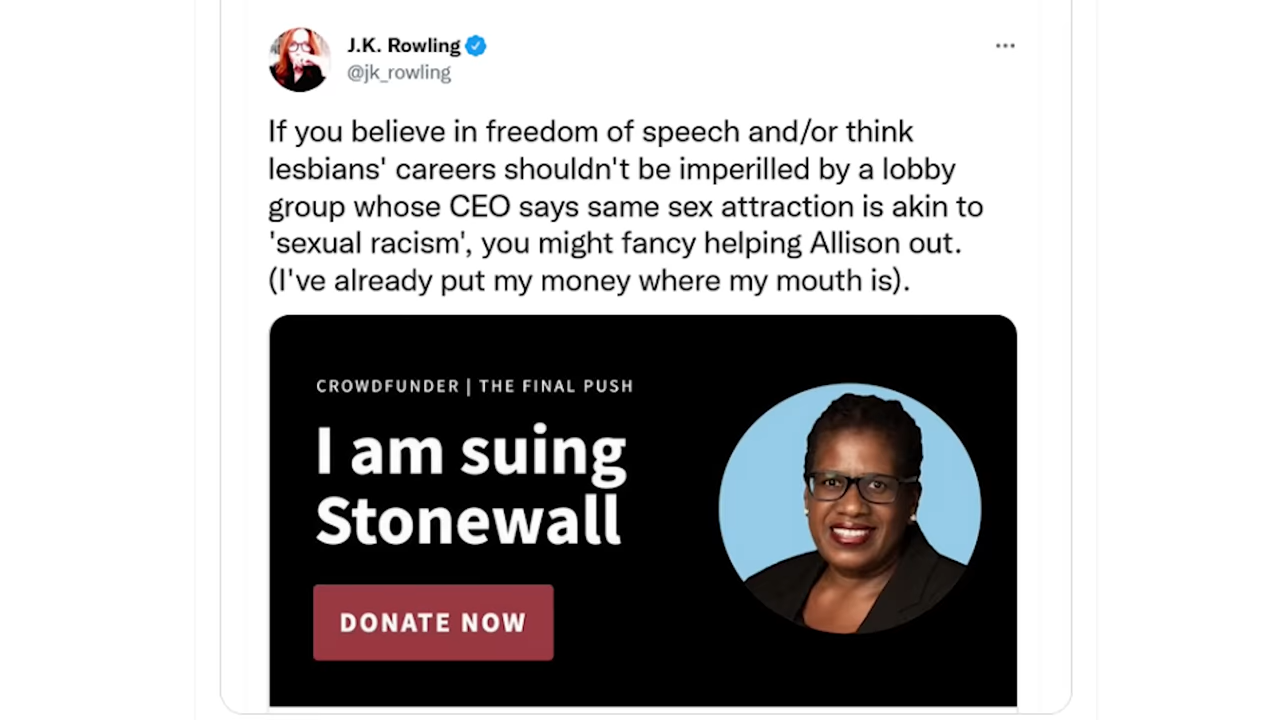 J.K. Rowling
@jk_rowling
If you believe in freedom of speech and/or think
lesbians' careers shouldn't be imperilled by a lobby
group whose CEO says same sex attraction is akin to
'sexual racism', you might fancy helping Allison out.
(I've already put my money where my mouth is).
CROWDFUNDER | THE FINAL PUSH
I am suing
Stonewall
DONATE NOW